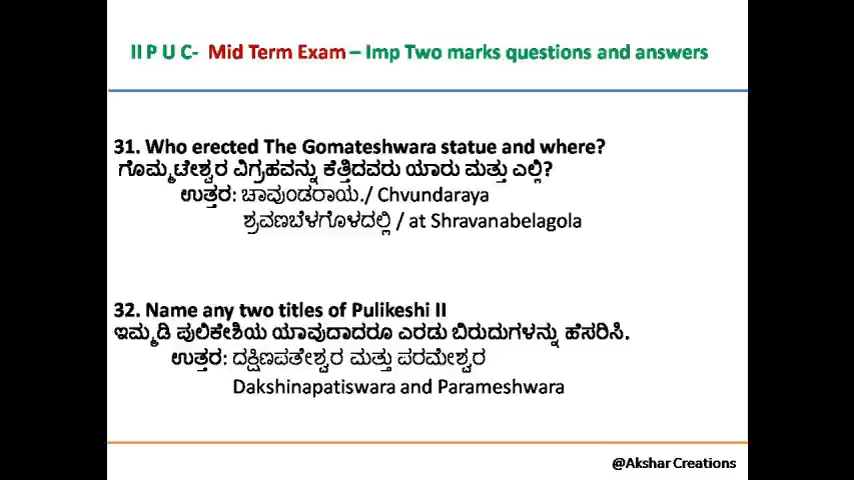 II P U C- Mid Term Exam – Imp Two marks questions and answers
31. Who erected The Gomateshwara statue and where?
ಗೊಮ್ಮಟೇಶ್ವರ ವಿಗ್ರಹವನ್ನು ಕೆತ್ತಿದವರು ಯಾರು ಮತ್ತು ಎಲ್ಲಿ?
ಉತ್ತರ: ಚಾವುಂಡರಾಯ./ Chvundaraya
ಶ್ರವಣಬೆಳಗೊಳದಲ್ಲಿ / at Shravanabelagola
32. Name any two titles of Pulikeshi II
ಇಮ್ಮಡಿ ಪುಲಿಕೇಶಿಯ ಯಾವುದಾದರೂ ಎರಡು ಬಿರುದುಗಳನ್ನು ಹೆಸರಿಸಿ.
ಉತ್ತರ: ದಕ್ಷಿಣಪತೇಶ್ವರ ಮತ್ತು ಪರಮೇಶ್ವರ
Dakshinapatiswara and Parameshwara
@Akshar Creations